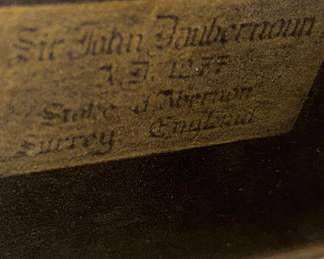 Sir John Daubernoun
A.D. 1277
Stoke d'Abernon
Surrey England